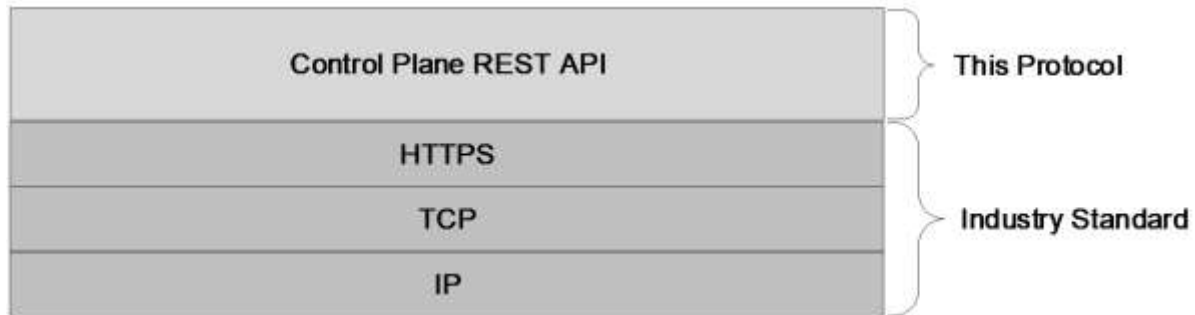 Control Plane REST API
This Protocol
HTTPS
TCP
Industry Standard
IP